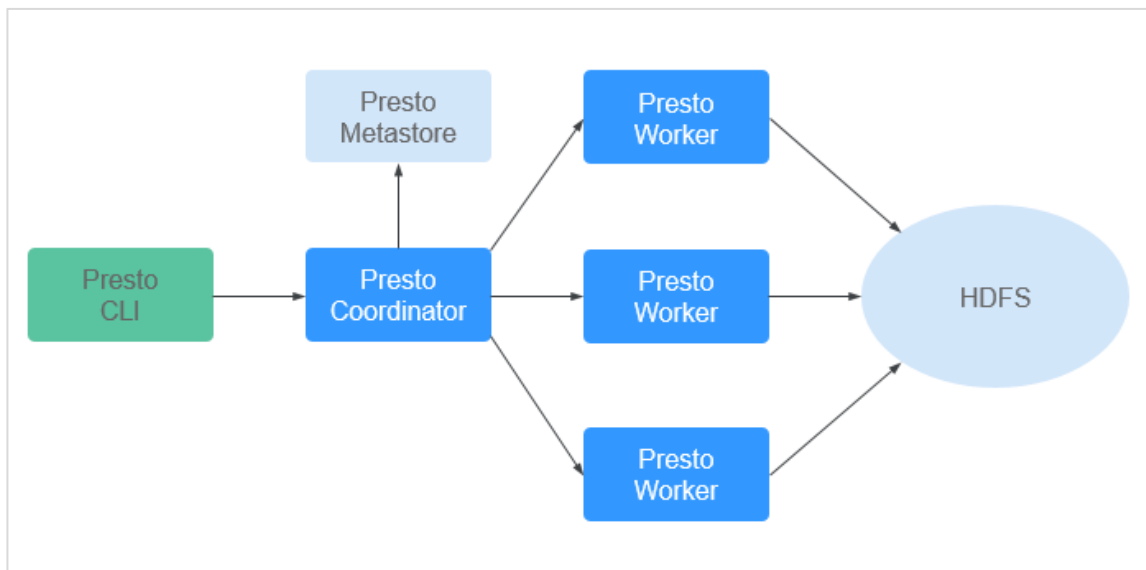 Presto
Metastore
Presto
Worker
Presto
CLI
Presto
Coordinator
Presto
Worker
HDFS
Presto
Worker